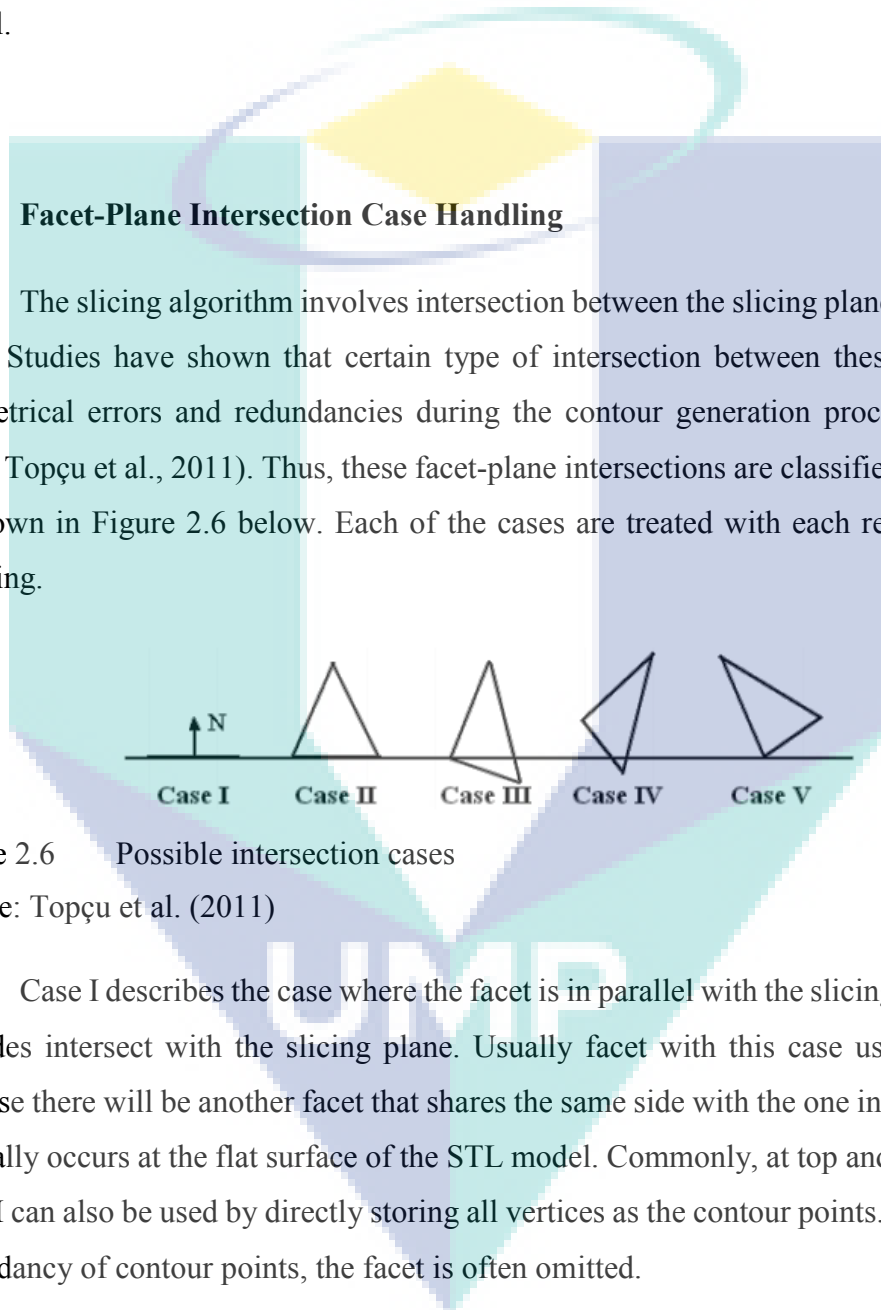 l.
Facet-Plane Intersection Case Handling
The slicing algorithm involves intersection between the slicing plane
Studies have shown that certain type of intersection between these
etrical errors and redundancies during the contour generation proc
Topçu et al., 2011). Thus, these facet-plane intersections are classifie
own in Figure 2.6 below. Each of the cases are treated with each re
ing.
N
Case I Case II Case III Case IV Case V
e 2.6 Possible intersection cases
e: Topçu et al. (2011)
UMP
Case I describes the case where the facet is in parallel with the slicing
des intersect with the slicing plane. Usually facet with this case us
se there will be another facet that shares the same side with the one in
ally occurs at the flat surface of the STL model. Commonly, at top and
I can also be used by directly storing all vertices as the contour points.
dancy of contour points, the facet is often omitted.